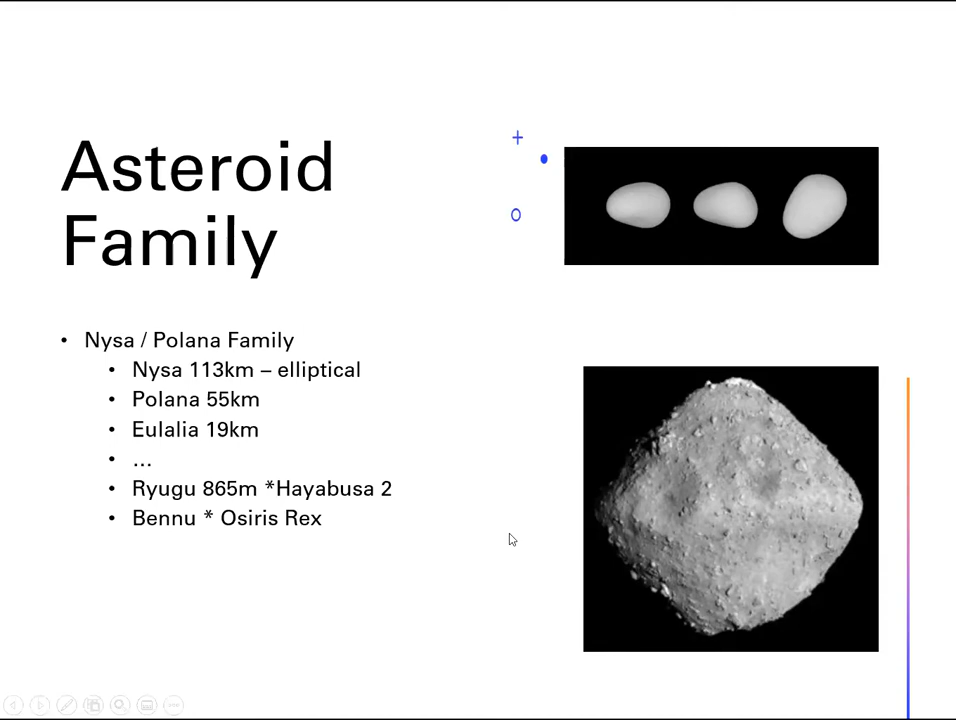 Asteroid
Family
• Nysa / Polana Family
• Nysa 113km – elliptical
• Polana 55km
• Eulalia 19km
• ...
• Ryugu 865m *Hayabusa 2
• Bennu * Osiris Rex